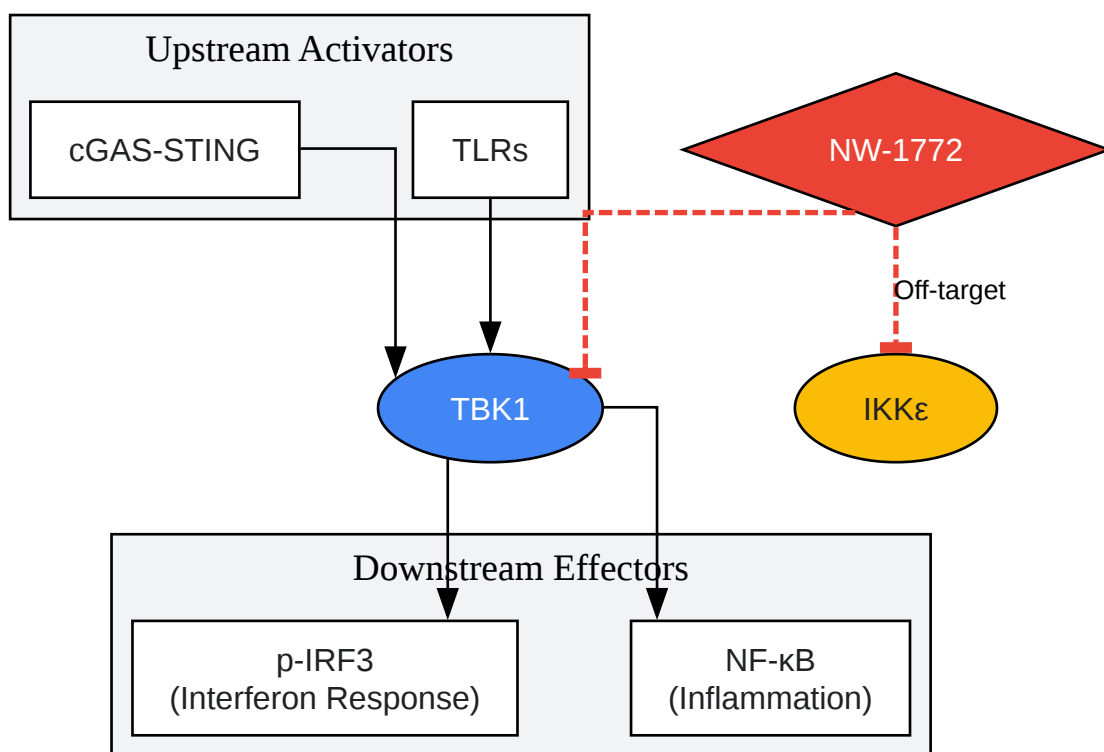 Upstream Activators
cGAS-STING
TLRs
NW-1772
Off-target
TBK1
IKKε
Downstream Effectors
p-IRF3
(Interferon Response)
NF-κB
(Inflammation)